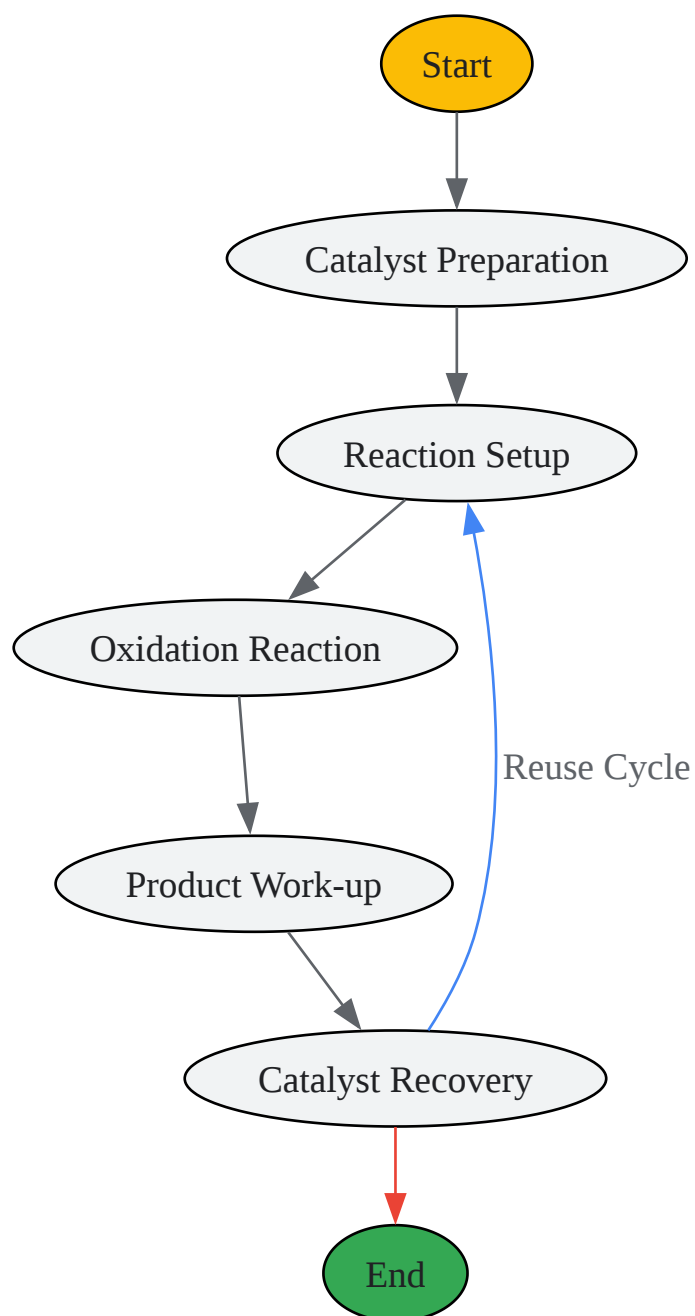 Start
Catalyst Preparation
Reaction Setup
Oxidation Reaction
Reuse Cycle
Product Work-up
Catalyst Recovery
End